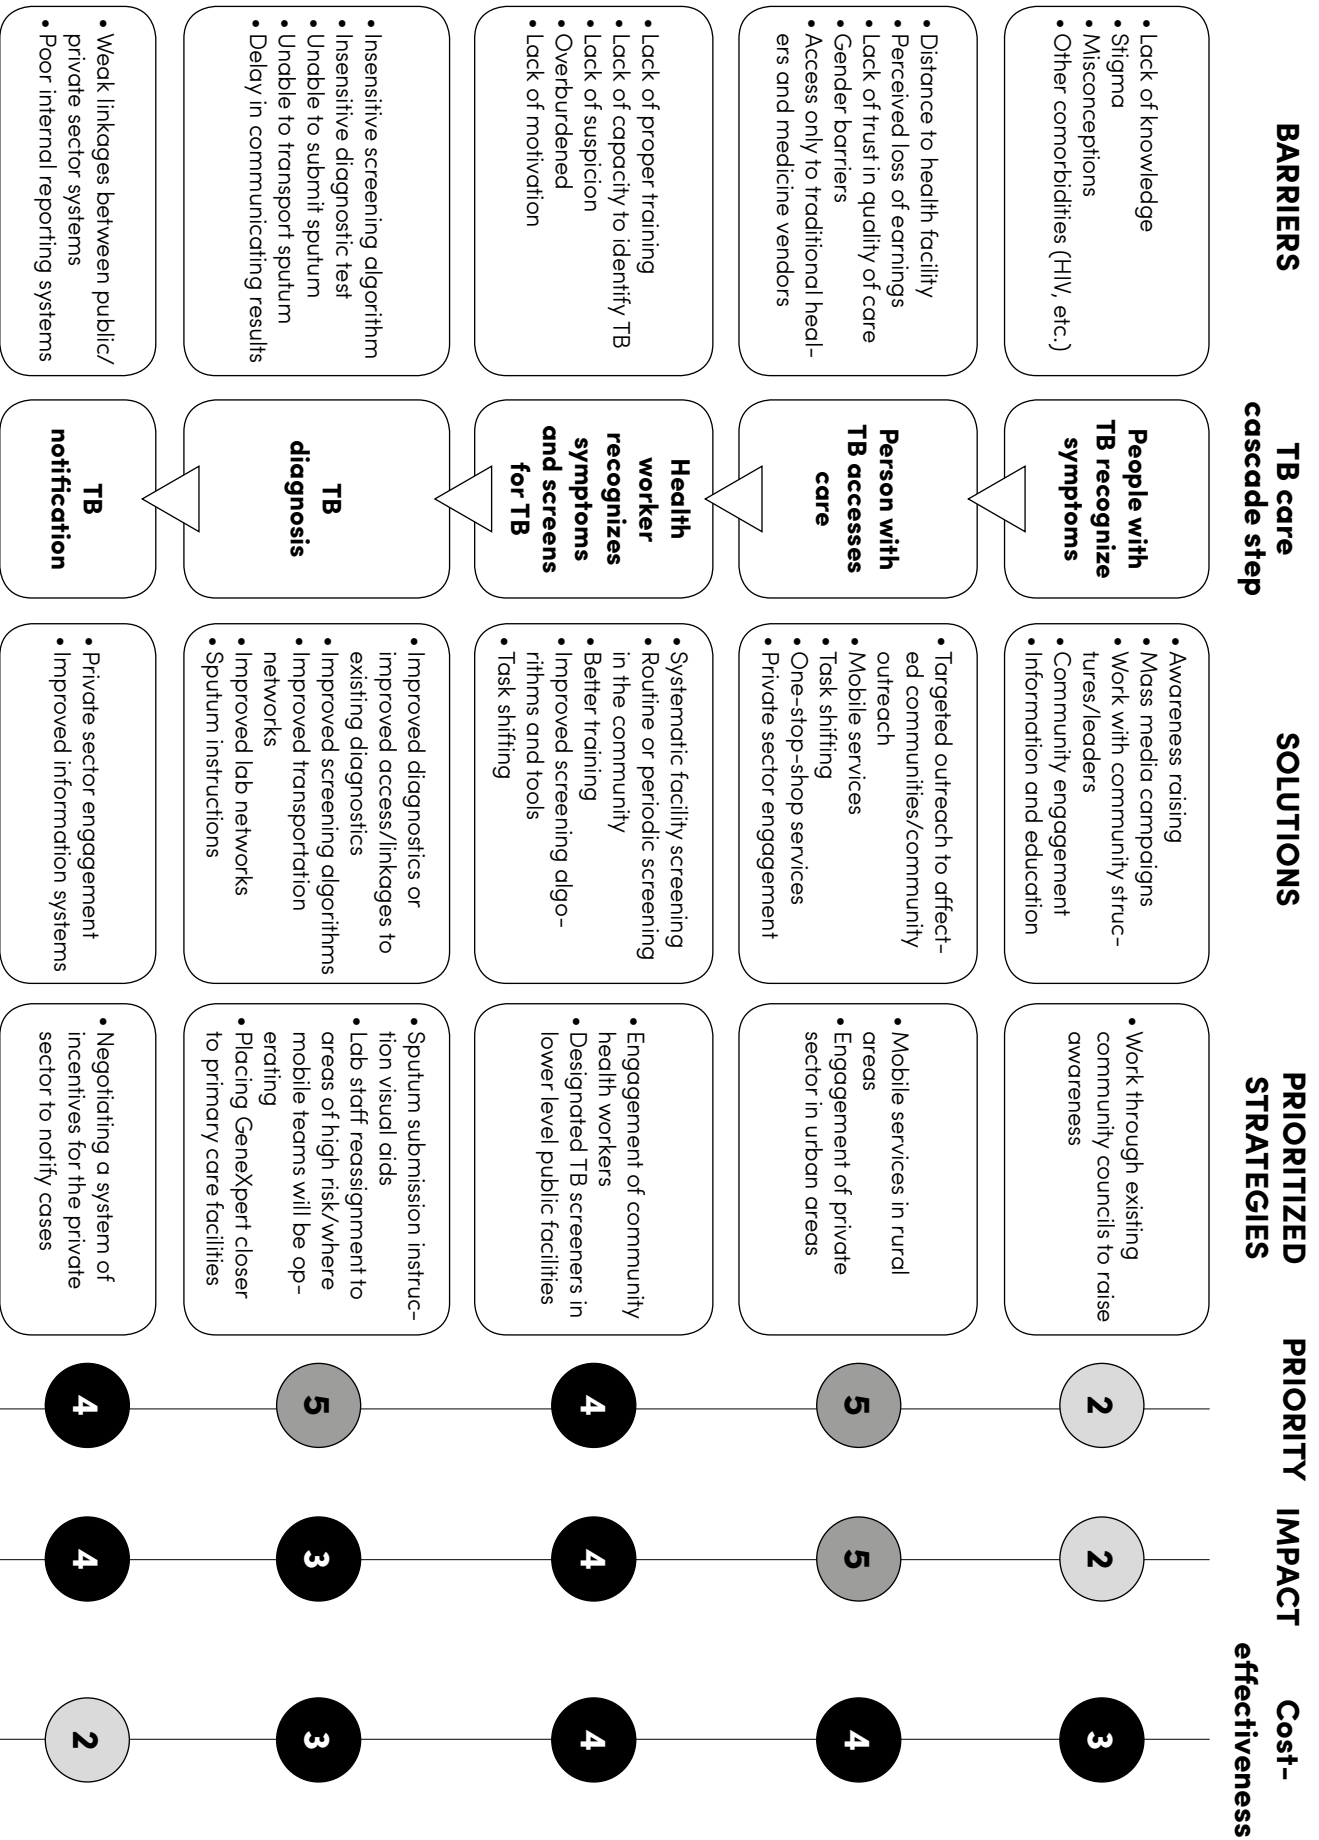 BARRIERS
TB care
cascade step
SOLUTIONS
PRIORITIZED
STRATEGIES
PRIORITY
IMPACT
Cost-
effectiveness
• Lack of knowledge
• Stigma
• Misconceptions
• Other comorbidities (HIV, etc.)
People with
TB recognize
symptoms
• Awareness raising
• Mass media campaigns
• Work with community struc-
tures/leaders
• Community engagement
• Information and education
• Work through existing
community councils to raise
awareness
2
2
3
• Distance to health facility
• Perceived loss of earnings
• Lack of trust in quality of care
• Gender barriers
• Access only to traditional heal-
ers and medicine vendors
Person with
TB accesses
care
• Targeted outreach to affect-
ed communities/community
outreach
• Mobile services
• Task shifting
• One-stop-shop services
• Private sector engagement
• Mobile services in rural
areas
• Engagement of private
sector in urban areas
5
5
4
• Lack of proper training
• Lack of capacity to identify TB
• Lack of suspicion
• Overburdened
• Lack of motivation
Health
worker
recognizes
symptoms
and screens
for TB
• Systematic facility screening
• Routine or periodic screening
in the community
• Better training
• Improved screening algo-
rithms and tools
• Task shifting
• Engagement of community
health workers
• Designated TB screeners in
lower level public facilities
4
4
4
• Insensitive screening algorithm
• Insensitive diagnostic test
• Unable to submit sputum
• Unable to transport sputum
• Delay in communicating results
TB
diagnosis
• Improved diagnostics or
improved access/linkages to
existing diagnostics
• Improved screening algorithms
• Improved transportation
networks
• Improved lab networks
• Sputum instructions
• Sputum submission instruc-
tion visual aids
• Lab staff reassignment to
areas of high risk/where
mobile teams will be op-
erating
• Placing GeneXpert closer
to primary care facilities
5
3
3
• Weak linkages between public/
private sector systems
• Poor internal reporting systems
TB
notification
• Private sector engagement
• Improved information systems
• Negotiating a system of
incentives for the private
sector to notify cases
4
4
2